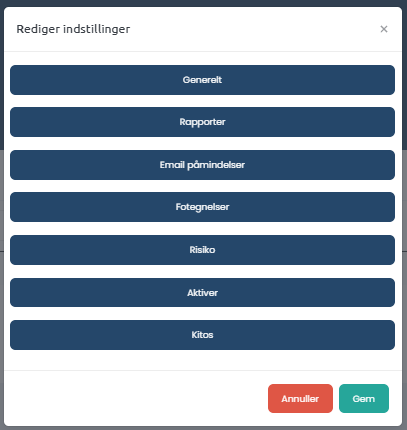 Rediger indstillinger
×
Generelt
Rapporter
Email påmindelser
Fotegnelser
Risiko
Aktiver
Kitos
Annuller
Gem